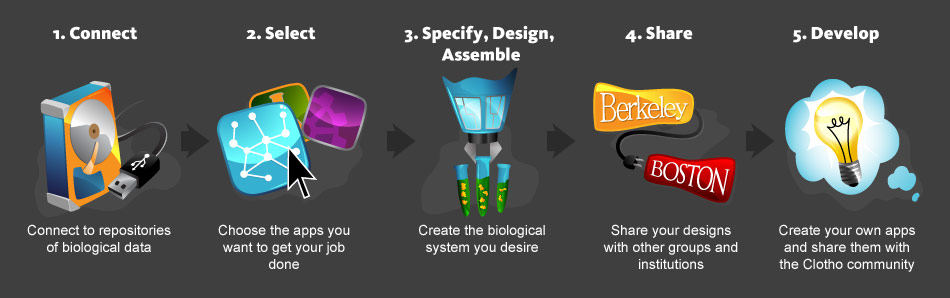 1. Connect
Connect to repositories
of biological data
2. Select
Choose the apps you
want to get your job
done
3. Specify, Design,
Assemble
Create the biological
system you desire
4. Share
Berkeley
BOSTON
Share your designs
with other groups and
institutions
5. Develop
Create your own apps
and share them with
the Clotho community